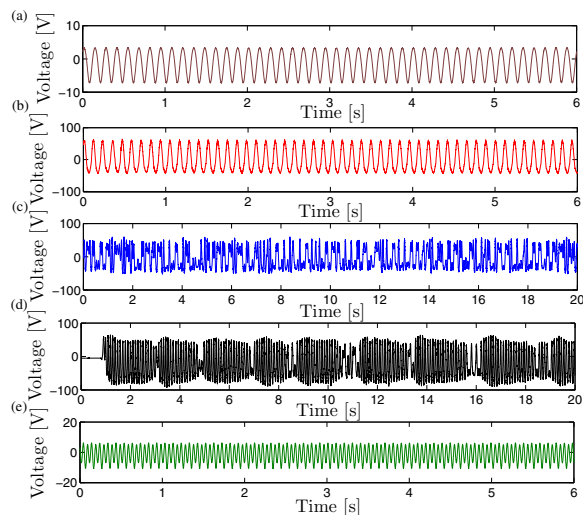 (a)
Voltage [V]
10
0
−10
0 1 2 3 4 5 6
Time [s]
(b)
Voltage [V]
100
0
−100
0 1 2 3 4 5 6
Time [s]
(c)
Voltage [V]
100
0
−100
0 2 4 6 8 10 12 14 16 18 20
Time [s]
(d)
Voltage [V]
100
0
−100
2 4 6 8 10 12 14 16 18 20
Time [s]
(e)
Voltage [V]
20
0
−20
0 1 2 3 4 5 6
Time [s]